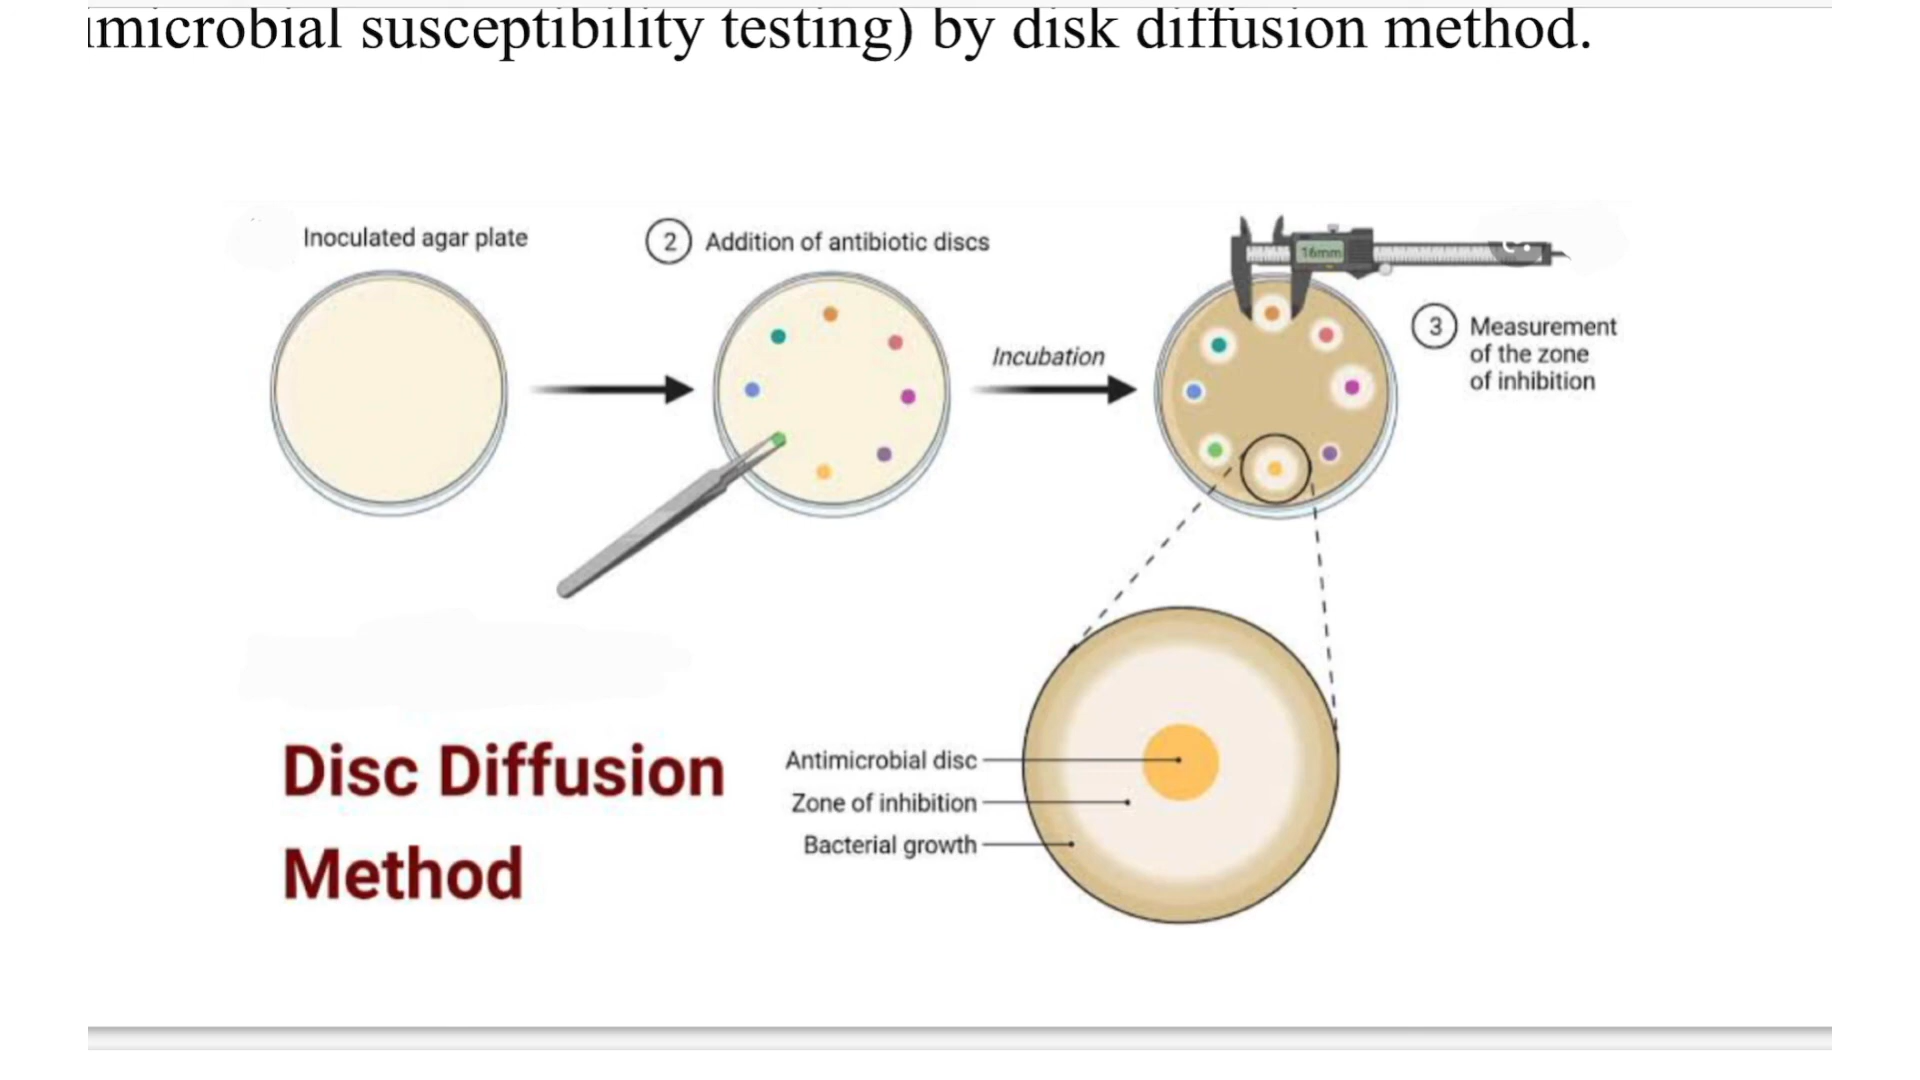 imicrobial susceptibility testing) by disk diffusion method.
Inoculated agar plate
2 Addition of antibiotic discs
16mm
Incubation
3 Measurement
of the zone
of inhibition
Antimicrobial disc
Zone of inhibition
Bacterial growth
Disc Diffusion
Method